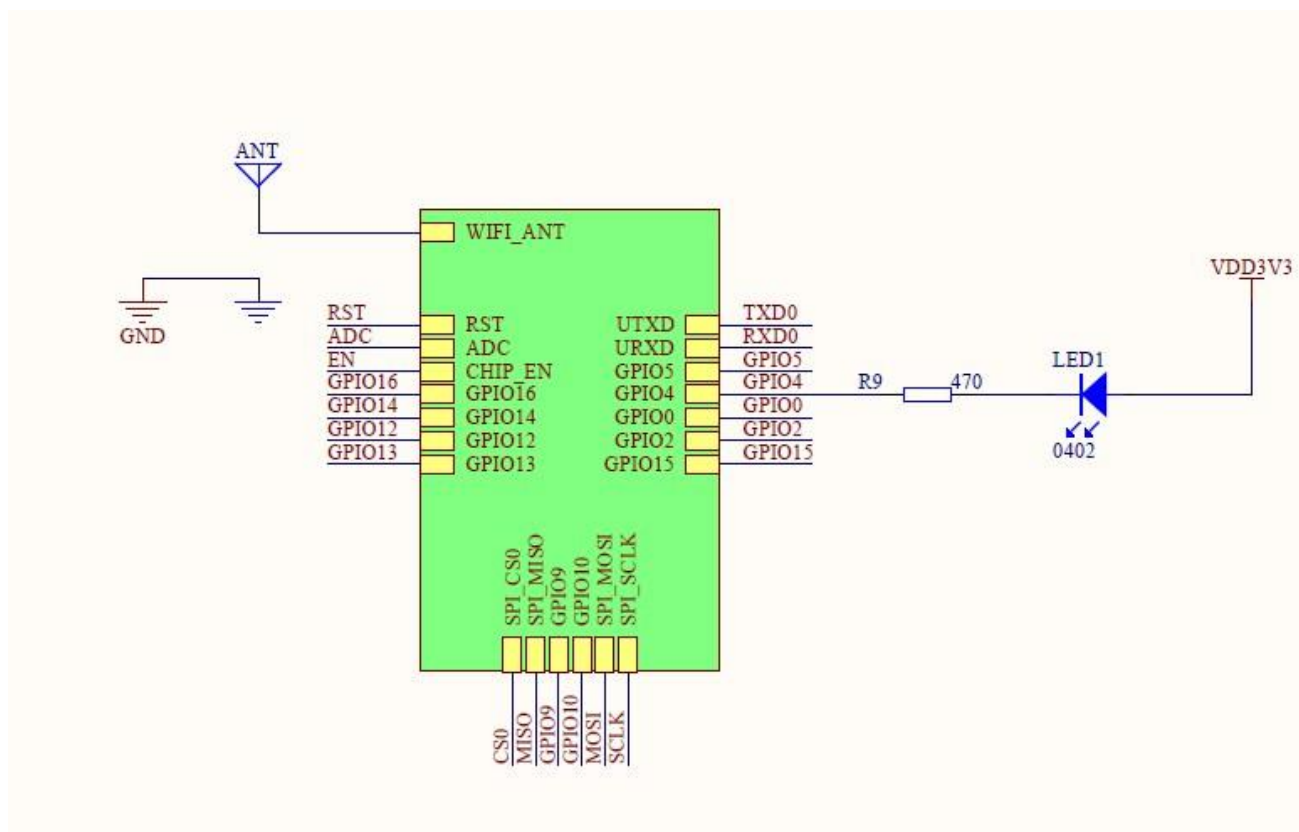 ANT
WIFI_ANT
VDD3V3
GND
RST
RST
UTXD
TXD0
ADC
ADC
URXD
RXD0
EN
CHIP_EN
GPIO5
GPIO5
LED1
GPIO16
GPIO16
GPIO4
GPIO4
R9
470
GPIO14
GPIO14
GPIO0
GPIO0
GPIO12
GPIO12
GPIO2
GPIO2
0402
GPIO13
GPIO13
GPIO15
GPIO15
SPI_CS0
SPI_MISO
GPIO9
GPIO10
SPI_MOSI
SPI_SCLK
CS0
MISO
GPIO9
GPIO10
MOSI
SCLK